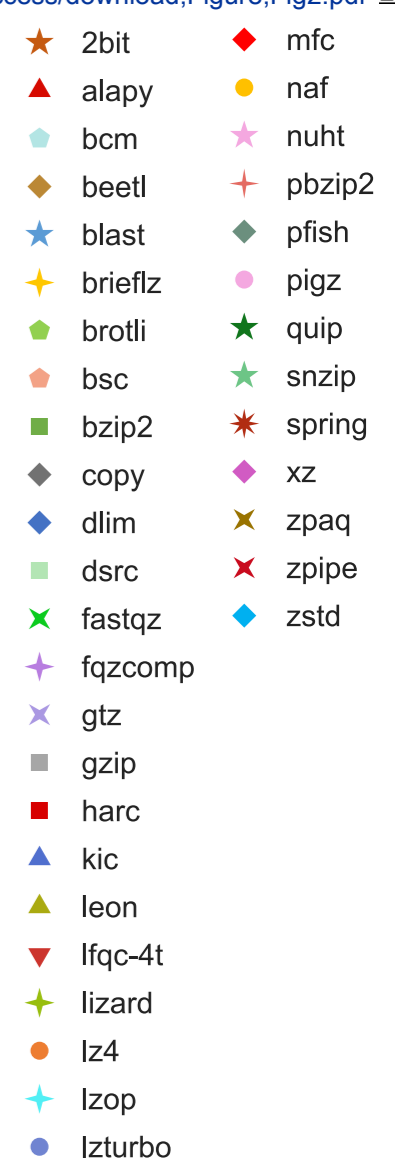 2bit
alapy
bcm
beetl
blast
brieflz
brotli
bsc
bzip2
copy
dlim
dsrc
fastqz
fqzcomp
gtz
gzip
harc
kic
leon
lfqc-4t
lizard
lz4
lzop
lzturbo
mfc
naf
nuht
pbzip2
pfish
pigz
quip
snzip
spring
xz
zpaq
zpipe
zstd